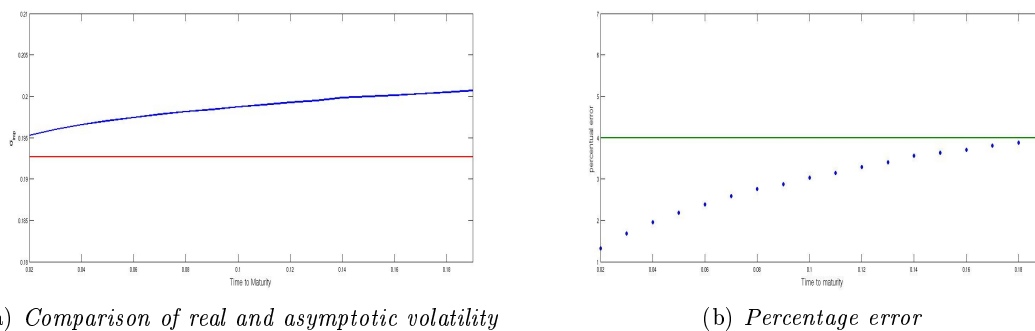 0.21
0.205
0.2
0.195
0.19
0.185
0.18
σimp
0.02 0.04 0.06 0.08 0.1 0.12 0.14 0.16 0.18
Time to Maturity
) Comparison of real and asymptotic volatility
7
6
5
4
3
2
1
percentual error
0.02 0.04 0.06 0.08 0.1 0.12 0.14 0.16 0.18
Time to maturity
(b) Percentage error